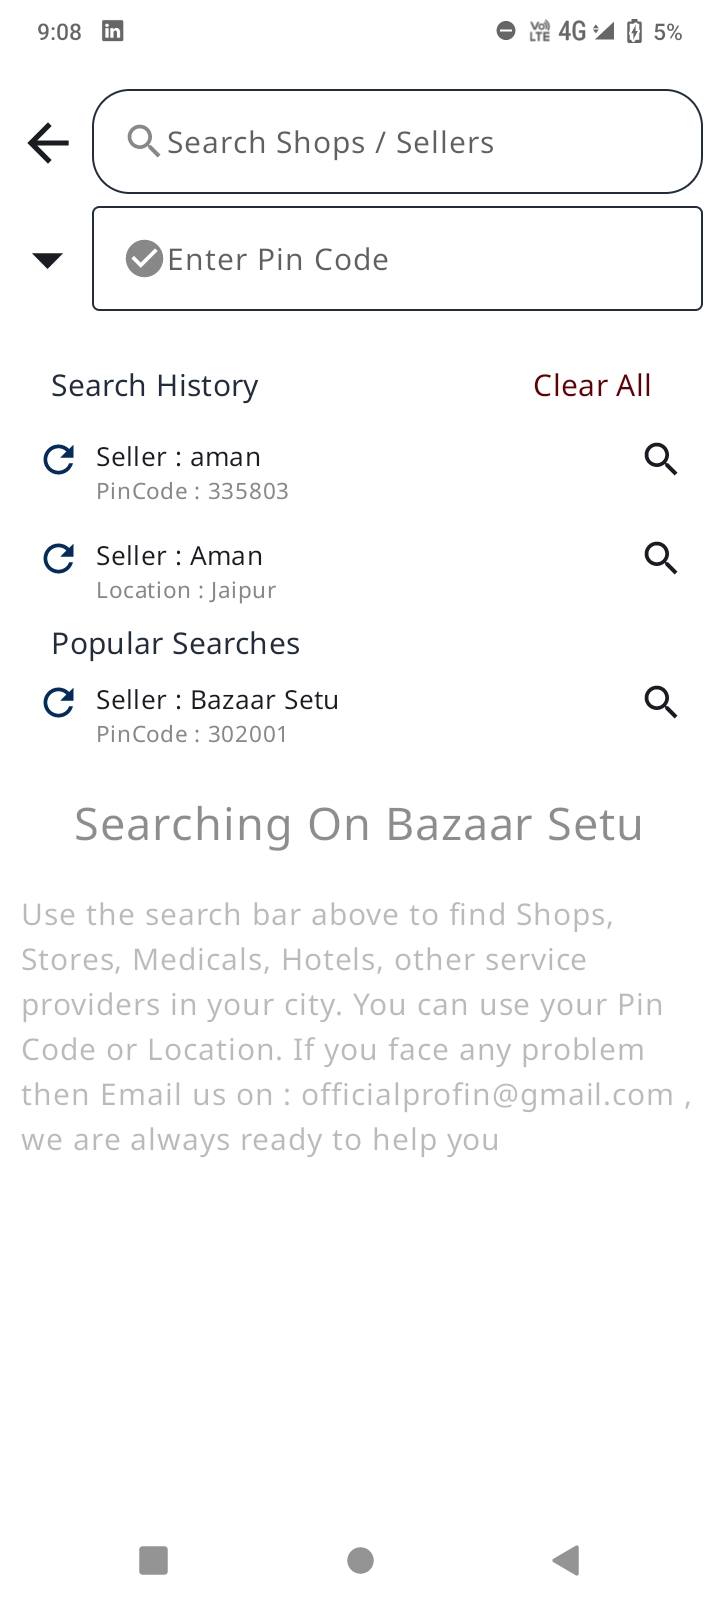 9:08
Vo) LTE 4G 5%
Search Shops / Sellers
Enter Pin Code
Search History Clear All
Seller : aman
PinCode : 335803
Seller : Aman
Location : Jaipur
Popular Searches
Seller : Bazaar Setu
PinCode : 302001
Searching On Bazaar Setu
Use the search bar above to find Shops,
Stores, Medicals, Hotels, other service
providers in your city. You can use your Pin
Code or Location. If you face any problem
then Email us on : officialprofin@gmail.com ,
we are always ready to help you